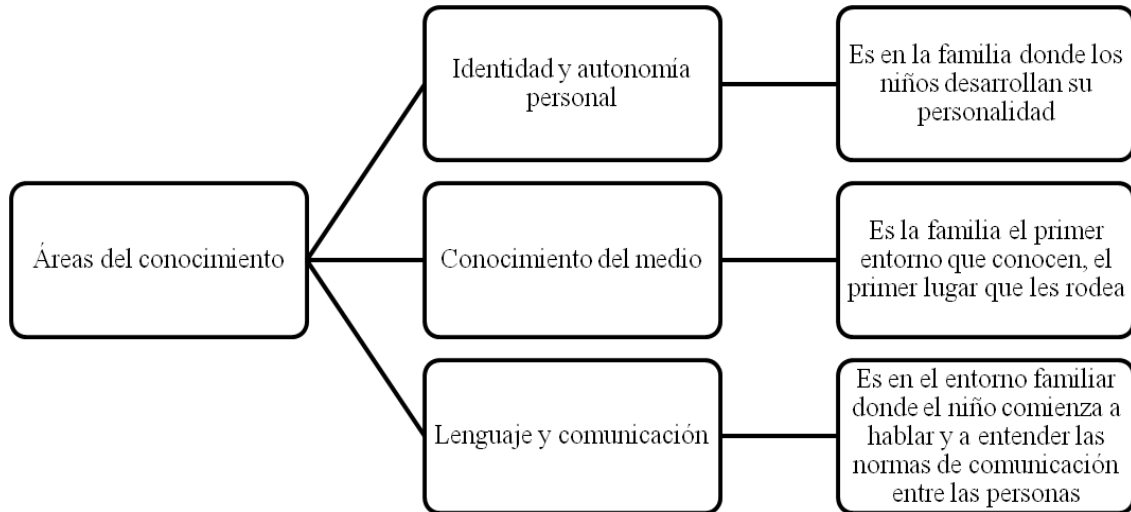 Identidad y autonomía
personal
Es en la familia donde los
niños desarrollan su
personalidad
Áreas del conocimiento
Conocimiento del medio
Es la familia el primer
entorno que conocen, el
primer lugar que les rodea
Lenguaje y comunicación
Es en el entorno familiar
donde el niño comienza a
hablar y a entender las
normas de comunicación
entre las personas